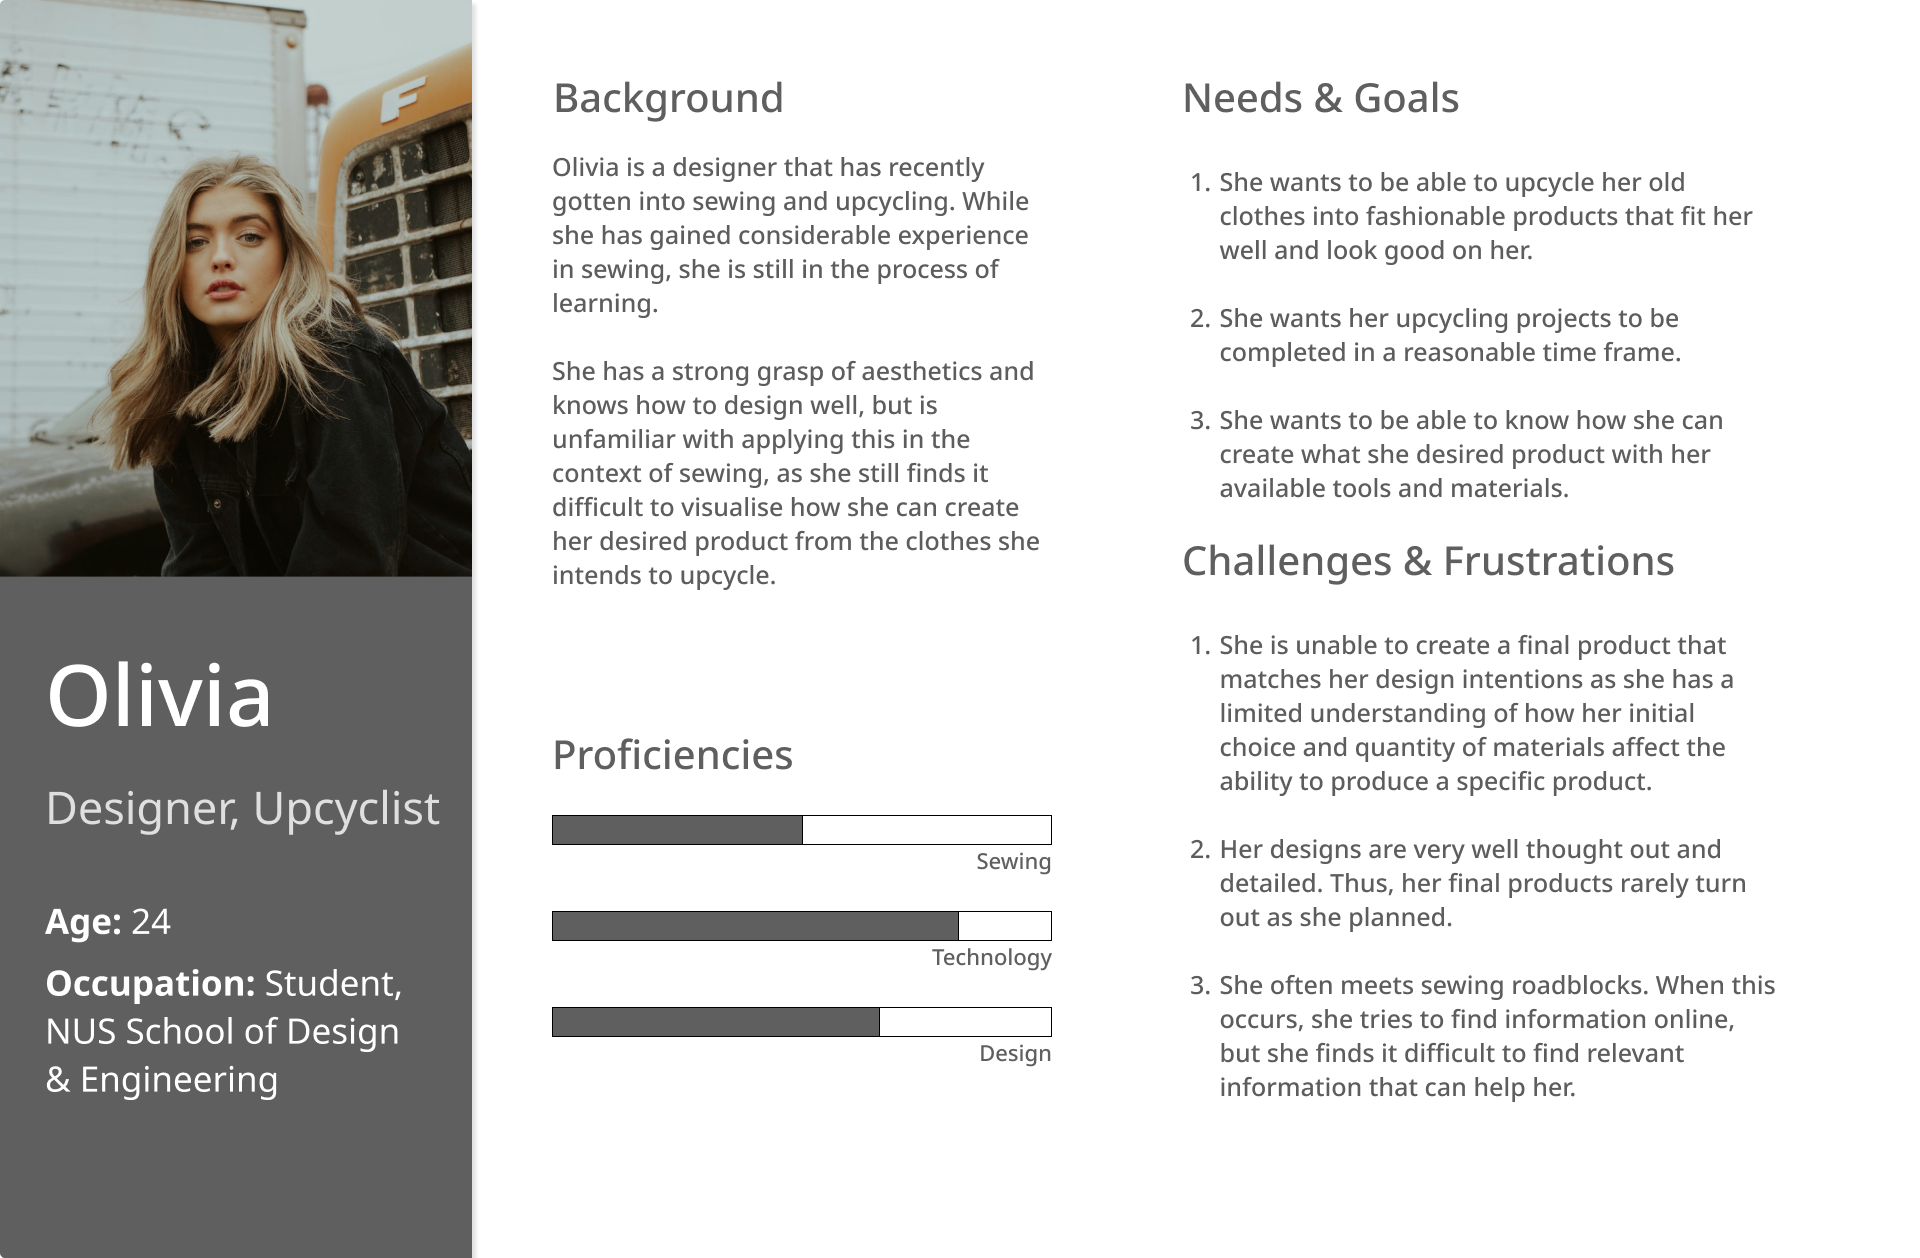 F
Olivia
Designer, Upcyclist
Age: 24
Occupation: Student,
NUS School of Design
& Engineering
Background
Olivia is a designer that has recently
gotten into sewing and upcycling. While
she has gained considerable experience
in sewing, she is still in the process of
learning.
She has a strong grasp of aesthetics and
knows how to design well, but is
unfamiliar with applying this in the
context of sewing, as she still finds it
difficult to visualise how she can create
her desired product from the clothes she
intends to upcycle.
Proficiencies
Sewing
Technology
Design
Needs & Goals
1. She wants to be able to upcycle her old
clothes into fashionable products that fit her
well and look good on her.
2. She wants her upcycling projects to be
completed in a reasonable time frame.
3. She wants to be able to know how she can
create what she desired product with her
available tools and materials.
Challenges & Frustrations
1. She is unable to create a final product that
matches her design intentions as she has a
limited understanding of how her initial
choice and quantity of materials affect the
ability to produce a specific product.
2. Her designs are very well thought out and
detailed. Thus, her final products rarely turn
out as she planned.
3. She often meets sewing roadblocks. When this
occurs, she tries to find information online,
but she finds it difficult to find relevant
information that can help her.